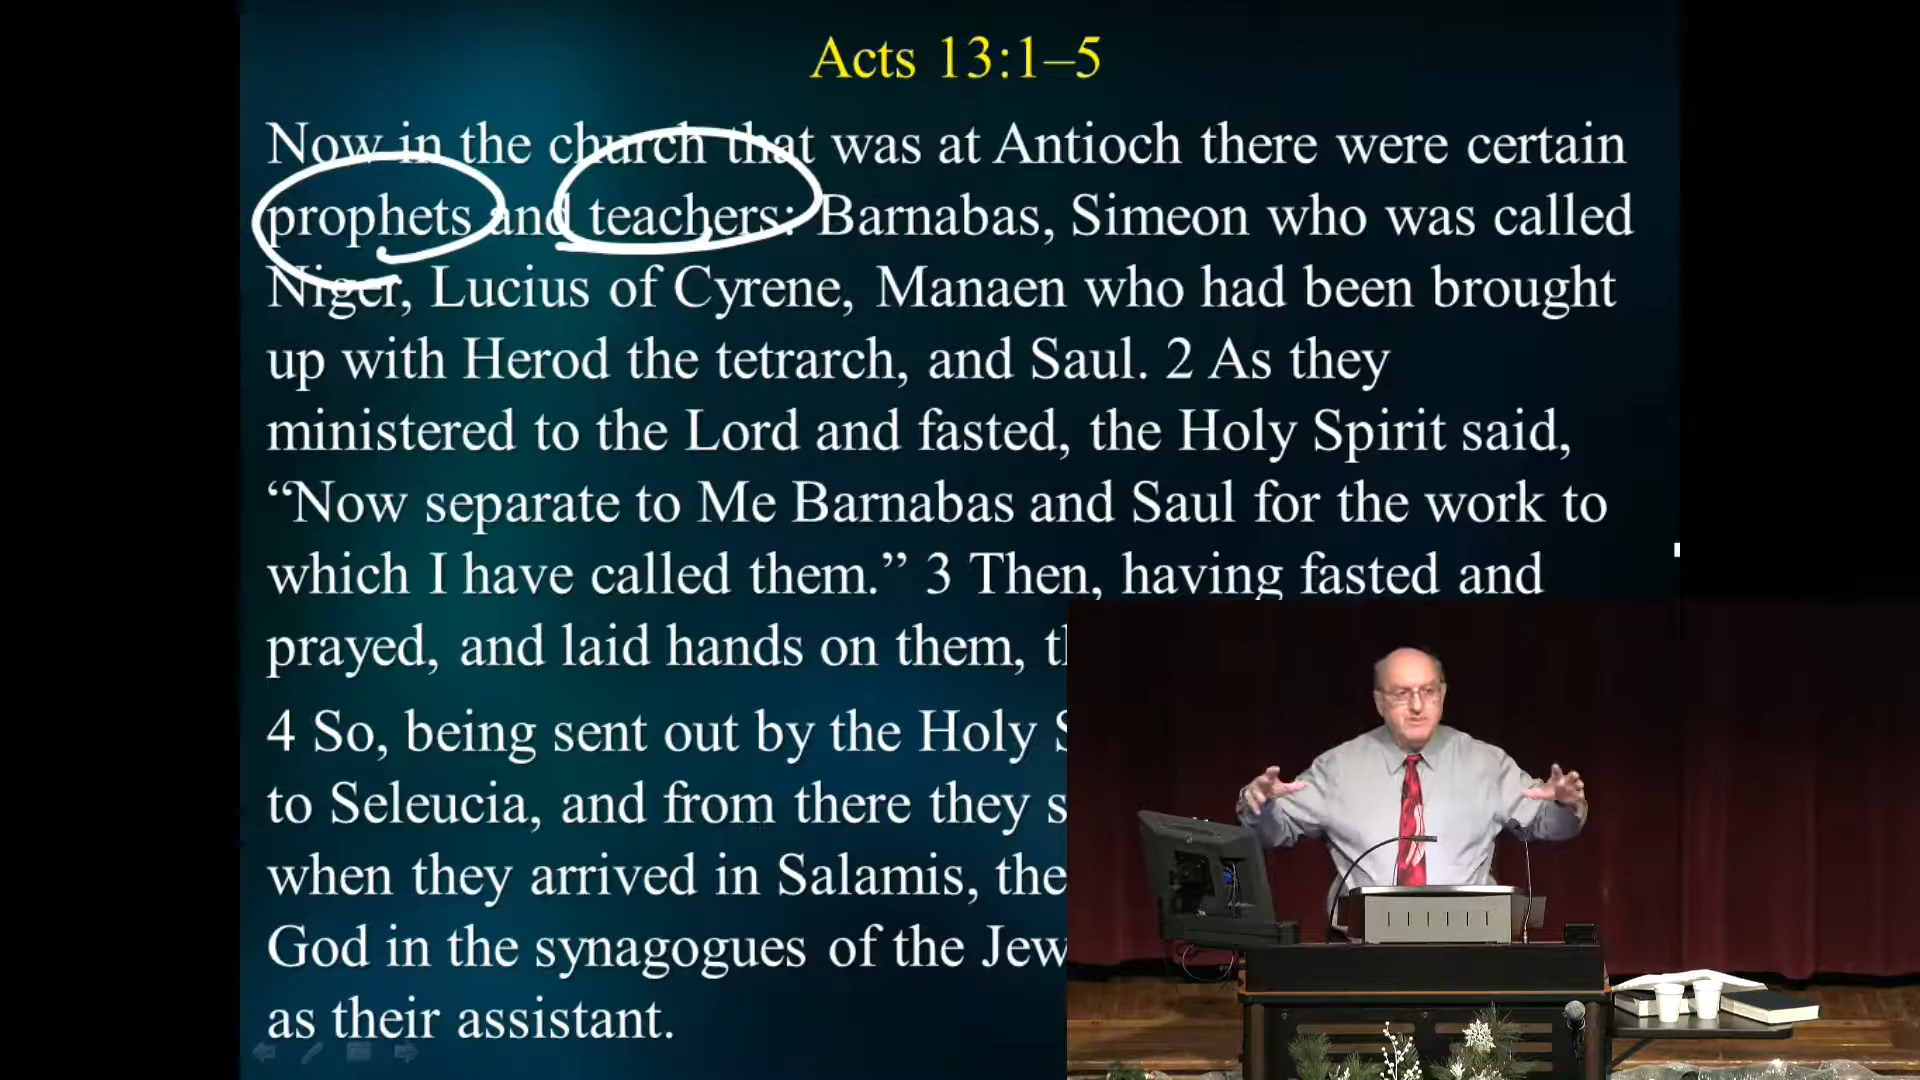 Acts 13:1–5
Now in the church that was at Antioch there were certain
prophets and teachers: Barnabas, Simeon who was called
Niger, Lucius of Cyrene, Manaen who had been brought
up with Herod the tetrarch, and Saul. 2 As they
ministered to the Lord and fasted, the Holy Spirit said,
“Now separate to Me Barnabas and Saul for the work to
which I have called them.” 3 Then, having fasted and
prayed, and laid hands on them,
4 So, being sent out by the Holy
to Seleucia, and from there they
when they arrived in Salamis,
God in the synagogues of the
as their assistant.